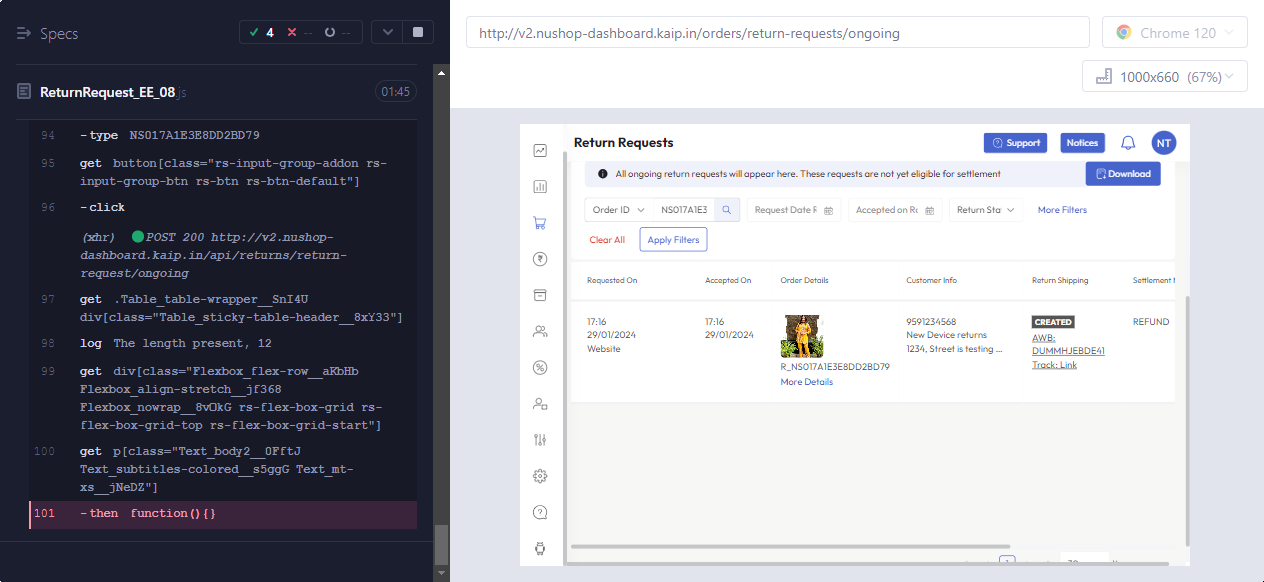 Specs
4
--
--
ReturnRequest_EE_08.js
01:45
94 -type NS017A1E3E8DD2BD79
95 get button[class="rs-input-group-addon rs-
input-group-btn rs-btn rs-btn-default"]
96 -click
(xhr) POST 200 http://v2.nushop-
dashboard.kaip.in/api/returns/return-
request/ongoing
97 get .Table_table-wrapper__SnI4U
div[class="Table_sticky-table-header__8xY33"]
98 log The length present, 12
99 get div[class="Flexbox_flex-row__aKbHb
Flexbox_align-stretch__jf368
Flexbox_nowrap__8vOkG rs-flex-box-grid rs-
flex-box-grid-top rs-flex-box-grid-start"]
100 get p[class="Text_body2__0FftJ
Text_subtitles-colored__s5ggG Text_mt-
xs__jNeDZ"]
101 -then function(){}
http://v2.nushop-dashboard.kaip.in/orders/return-requests/ongoing
Chrome 120
1000x660 (67%)
Return Requests
Support
Notices
NT
All ongoing return requests will appear here. These requests are not yet eligible for settlement
Download
Order ID NS017A1E3 Request Date R Accepted on Ra Return Sta More Filters
Clear All Apply Filters
Requested On Accepted On Order Details Customer Info Return Shipping Settlement
17:16
29/01/2024
Website
17:16
29/01/2024
R_NS017A1E3E8DD2BD79
More Details
9591234568
New Device returns
1234, Street is testing ...
CREATED
AWB:
DUMMHJEBDE41
Track: Link
REFUND
1